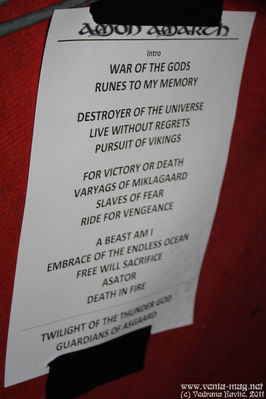 AMON AMARTH
Intro
WAR OF THE GODS
RUNES TO MY MEMORY
DESTROYER OF THE UNIVERSE
LIVE WITHOUT REGRETS
PURSUIT OF VIKINGS
FOR VICTORY OR DEATH
VARYAGS OF MIKLAGAARD
SLAVES OF FEAR
RIDE FOR VENGEANCE
A BEAST AM I
EMBRACE OF THE ENDLESS OCEAN
FREE WILL SACRIFICE
ASATOR
DEATH IN FIRE
TWILIGHT OF THE THUNDER GOD
GUARDIANS OF ASGAARD
www.venia-mag.net
(c) Vedrana Pavlic, 2011